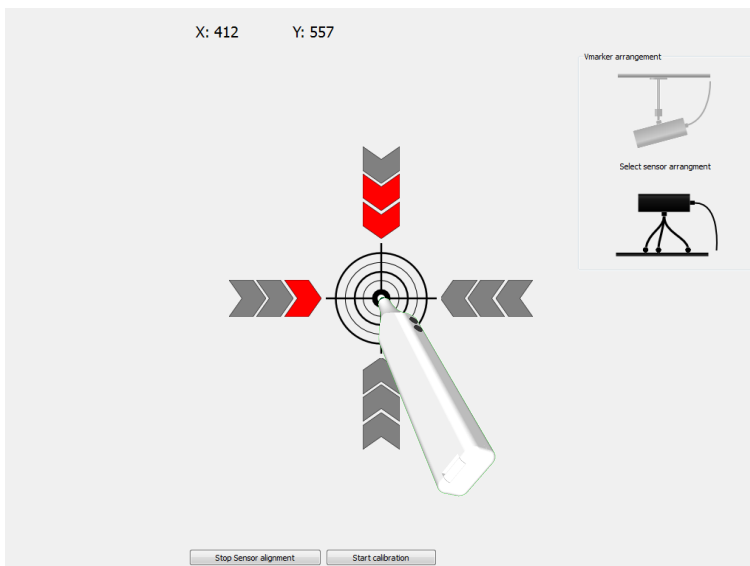 X: 412 Y: 557
Vmarker arrangement
Select sensor arrangment
Stop Sensor alignment Start calibration